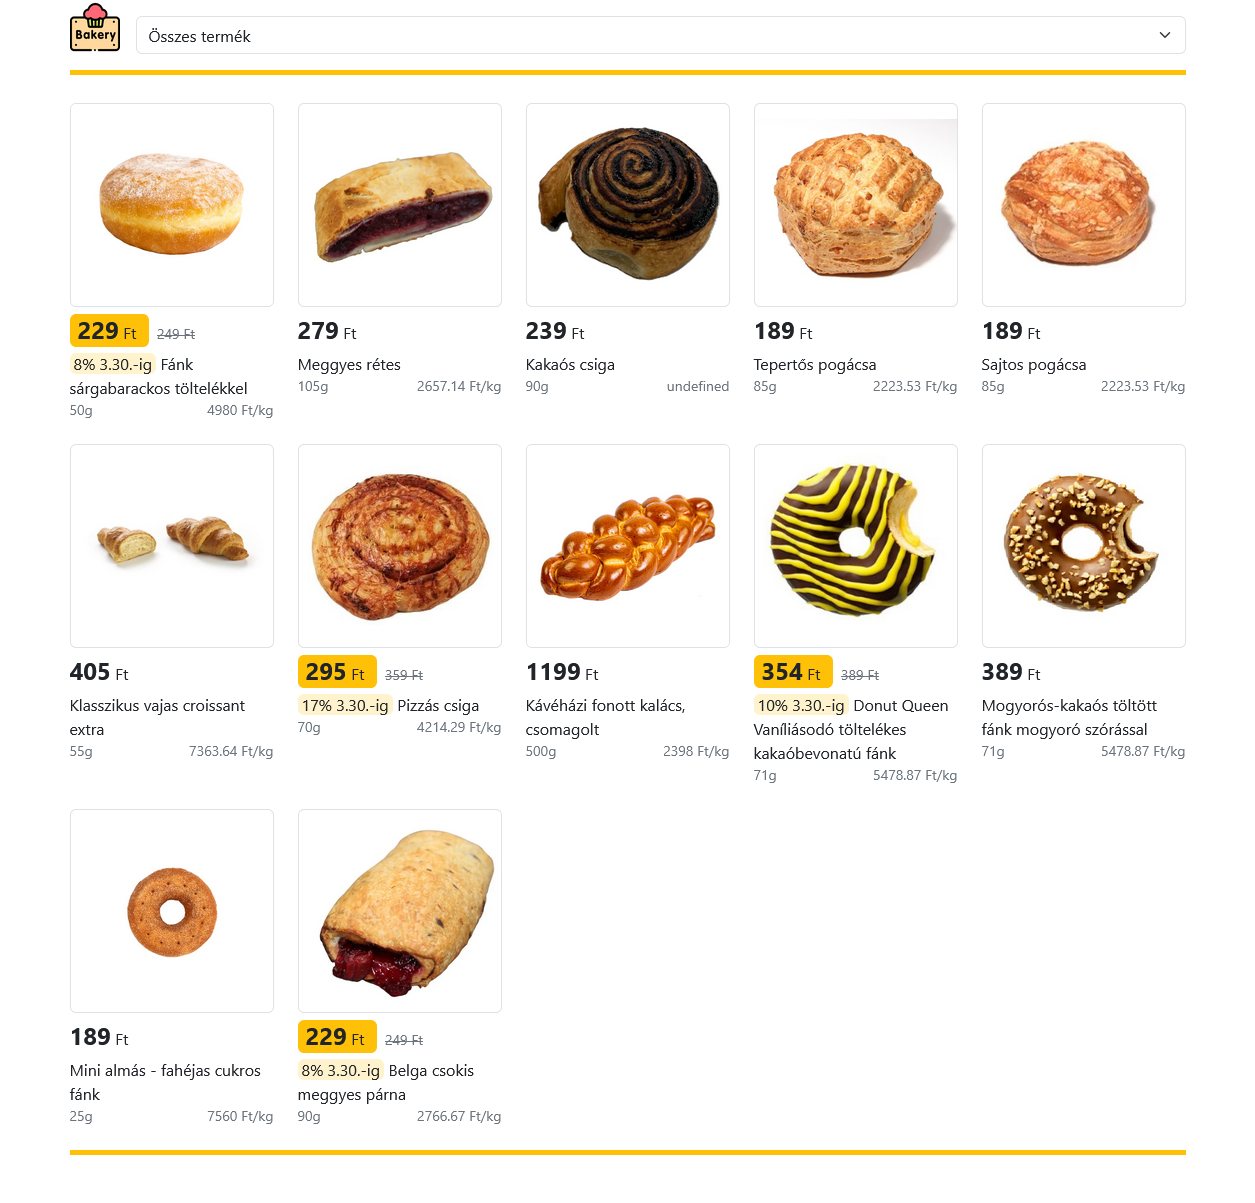 Bakery
Összes termék
229 Ft 249 Ft
8% 3.30.-ig Fánk
sárgabarackos töltelékkel
50g 4980 Ft/kg
279 Ft
Meggyes rétes
105g 2657.14 Ft/kg
239 Ft
Kakaós csiga
90g undefined
189 Ft
Tepertős pogácsa
85g 2223.53 Ft/kg
189 Ft
Sajtos pogácsa
85g 2223.53 Ft/kg
405 Ft
Klasszikus vajas croissant
extra
55g 7363.64 Ft/kg
295 Ft 359 Ft
17% 3.30.-ig Pizzás csiga
70g 4214.29 Ft/kg
1199 Ft
Kávéházi fonott kalács,
csomagolt
500g 2398 Ft/kg
354 Ft 389 Ft
10% 3.30.-ig Donut Queen
Vaníliásodó töltelékes
kakaóbevonatú fánk
71g 5478.87 Ft/kg
389 Ft
Mogyorós-kakaós töltött
fánk mogyoró szórással
71g 5478.87 Ft/kg
189 Ft
Mini almás - fahéjas cukros
fánk
25g 7560 Ft/kg
229 Ft 249 Ft
8% 3.30.-ig Belga csokis
meggyes párna
90g 2766.67 Ft/kg